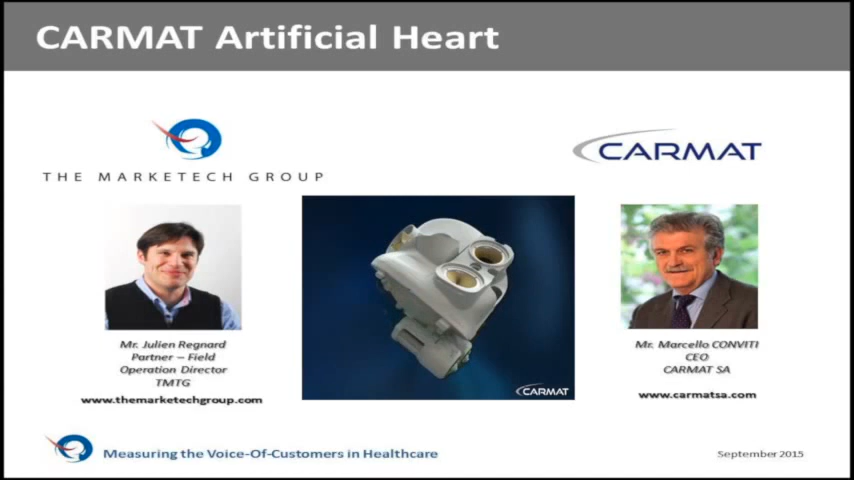 CARMAT Artificial Heart
THE MARKETECH GROUP
CARMAT
CARMAT
Mr. Julien Regnard
Partner – Field
Operation Director
TMTG
www.themarketechgroup.com
Mr. Marcello CONVITI
CEO
CARMAT SA
www.carmatsa.com
Measuring the Voice-Of-Customers in Healthcare
September 2015